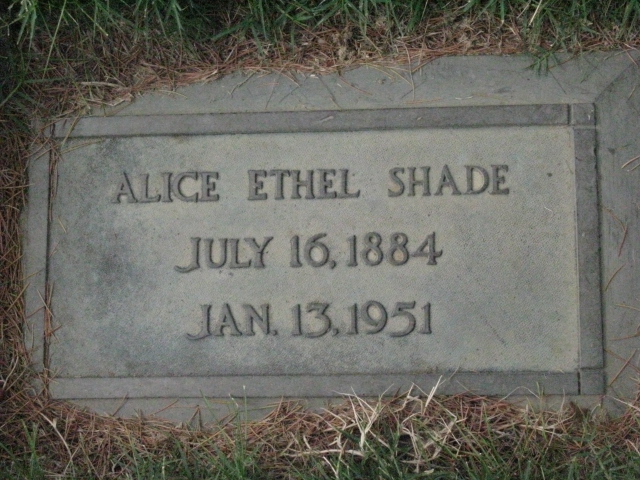 ALICE ETHEL SHADE
JULY 16, 1884
JAN. 13, 1951